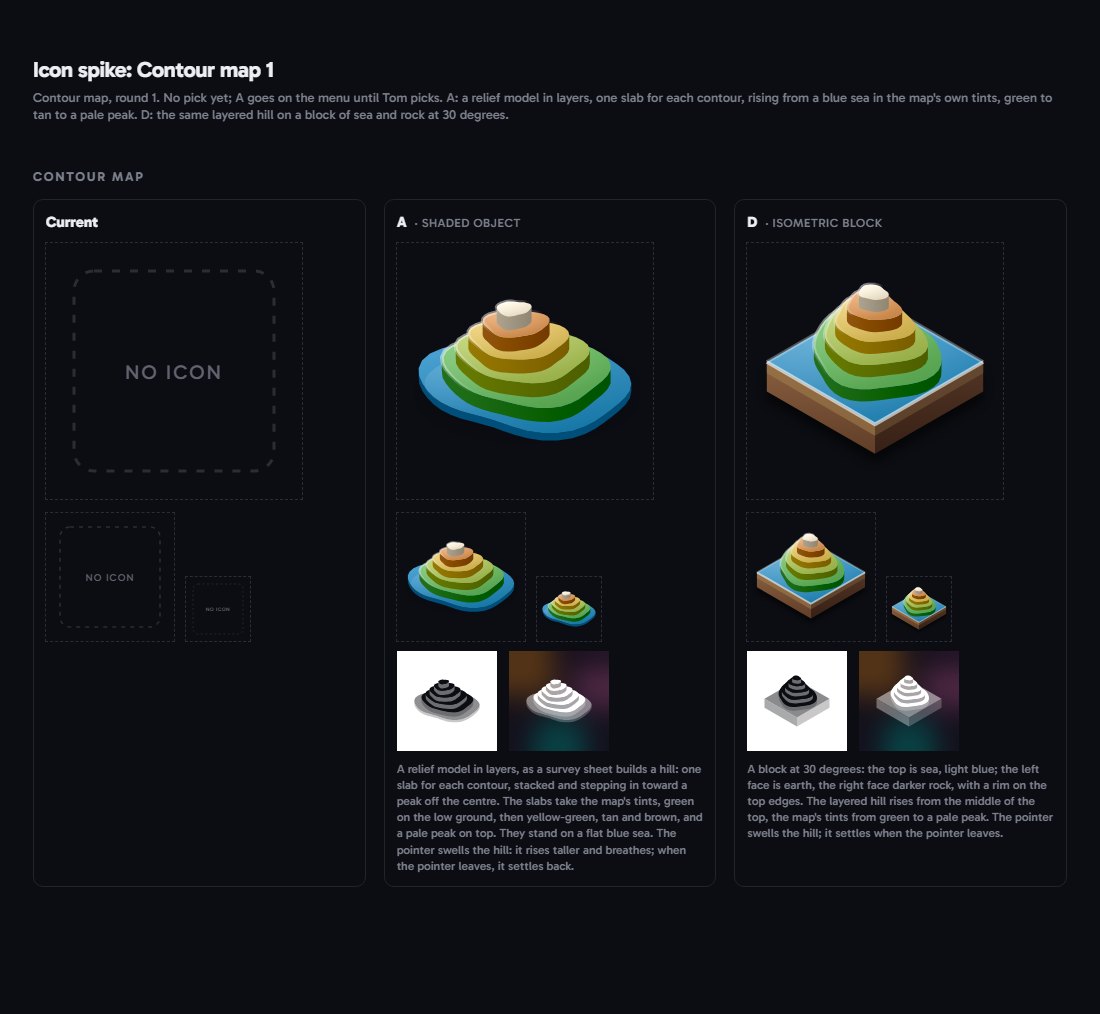 Icon spike: Contour map 1
Contour map, round 1. No pick yet; A goes on the menu until Tom picks. A: a relief model in layers, one slab for each contour, rising from a blue sea in the map's own tints, green to
tan to a pale peak. D: the same layered hill on a block of sea and rock at 30 degrees.
CONTOUR MAP
Current
NO ICON
NO ICON
NO ICON
A · SHADED OBJECT
A relief model in layers, as a survey sheet builds a hill: one
slab for each contour, stacked and stepping in toward a
peak off the centre. The slabs take the map's tints, green
on the low ground, then yellow-green, tan and brown, and
a pale peak on top. They stand on a flat blue sea. The
pointer swells the hill: it rises taller and breathes; when
the pointer leaves, it settles back.
D · ISOMETRIC BLOCK
A block at 30 degrees: the top is sea, light blue; the left
face is earth, the right face darker rock, with a rim on the
top edges. The layered hill rises from the middle of the
top, the map's tints from green to a pale peak. The pointer
swells the hill; it settles when the pointer leaves.